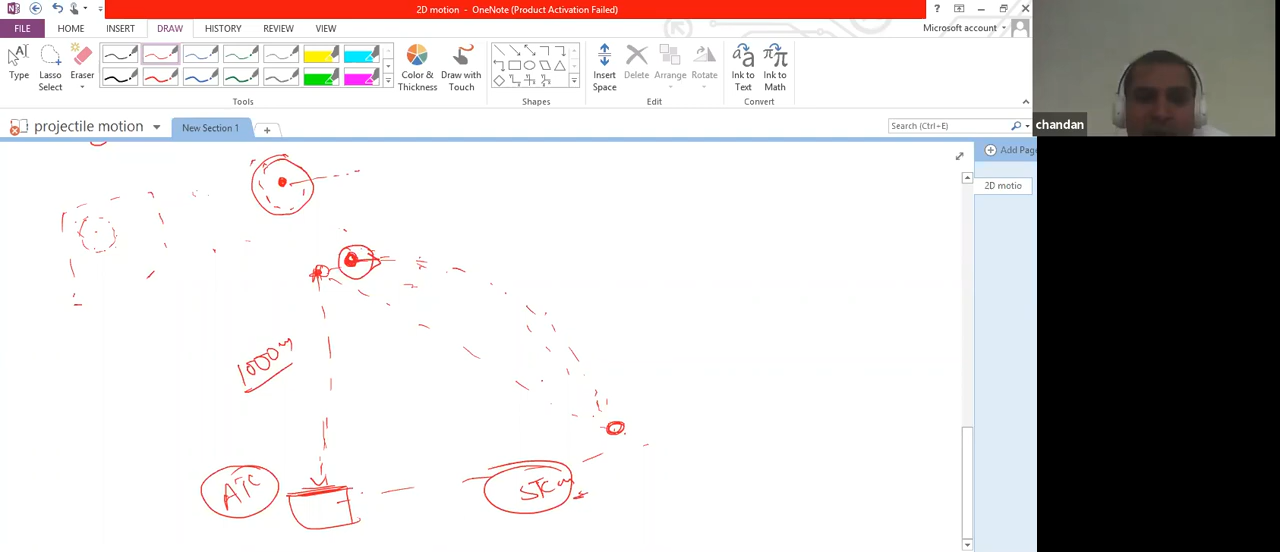 2D motion - OneNote (Product Activation Failed)
FILE HOME INSERT DRAW HISTORY REVIEW VIEW
Microsoft account
Type
Lasso Select
Eraser
Color & Thickness
Draw with Touch
Insert Space
Delete
Arrange
Rotate
Ink to Text
Ink to Math
Tools
Shapes
Edit
Convert
chandan
projectile motion
New Section 1
Search (Ctrl+E)
Add Page
2D motio
1000m
ATC
STC